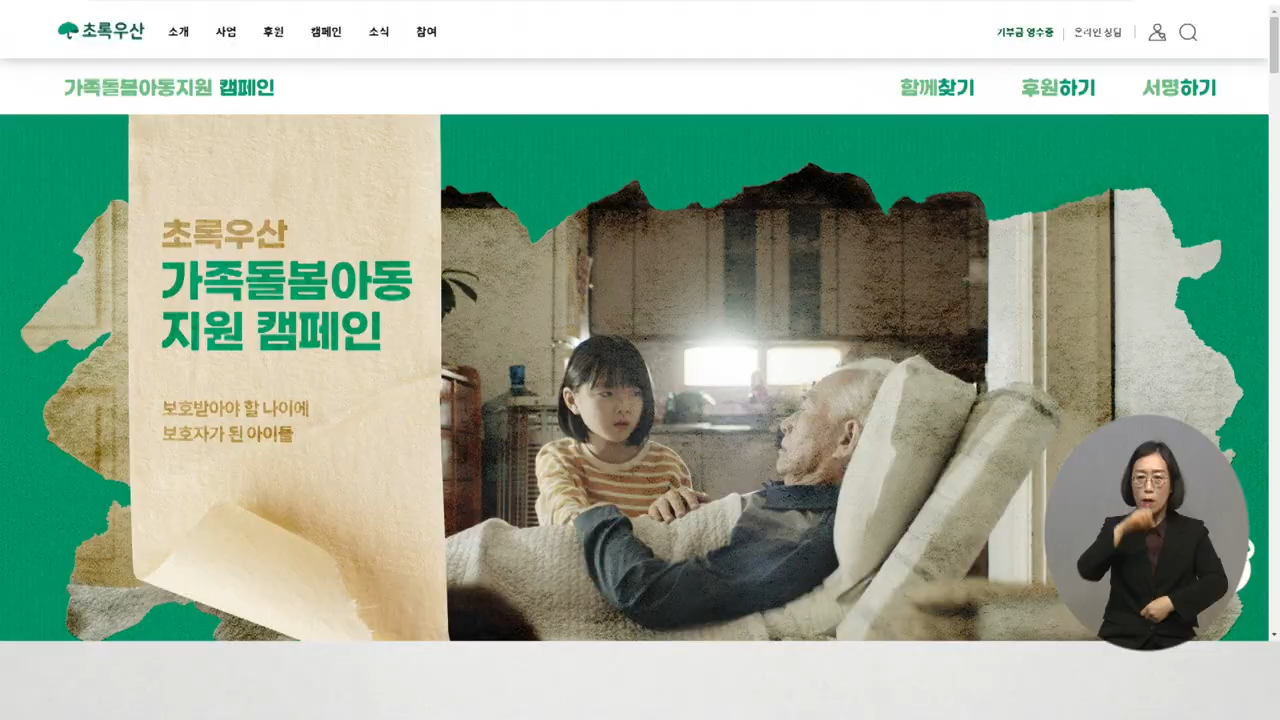 초록우산
소개 사업 후원 캠페인 소식 참여
기부금 영수증
온라인 상담
가족돌봄아동지원 캠페인
함께찾기 후원하기 서명하기
초록우산
가족돌봄아동
지원 캠페인
보호받아야 할 나이에
보호자가 된 아이들